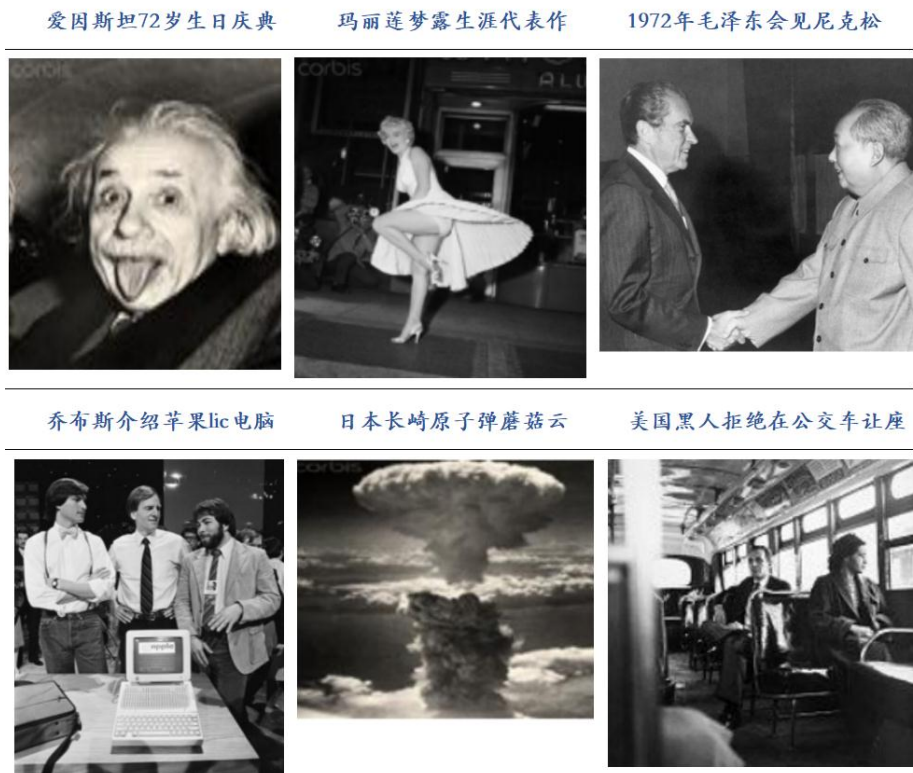 爱因斯坦72岁生日庆典
玛丽莲梦露生涯代表作
1972年毛泽东会见尼克松
corbis
corbis
ALL
乔布斯介绍苹果llc电脑
日本长崎原子弹蘑菇云
美国黑人拒绝在公交车让座
corbis